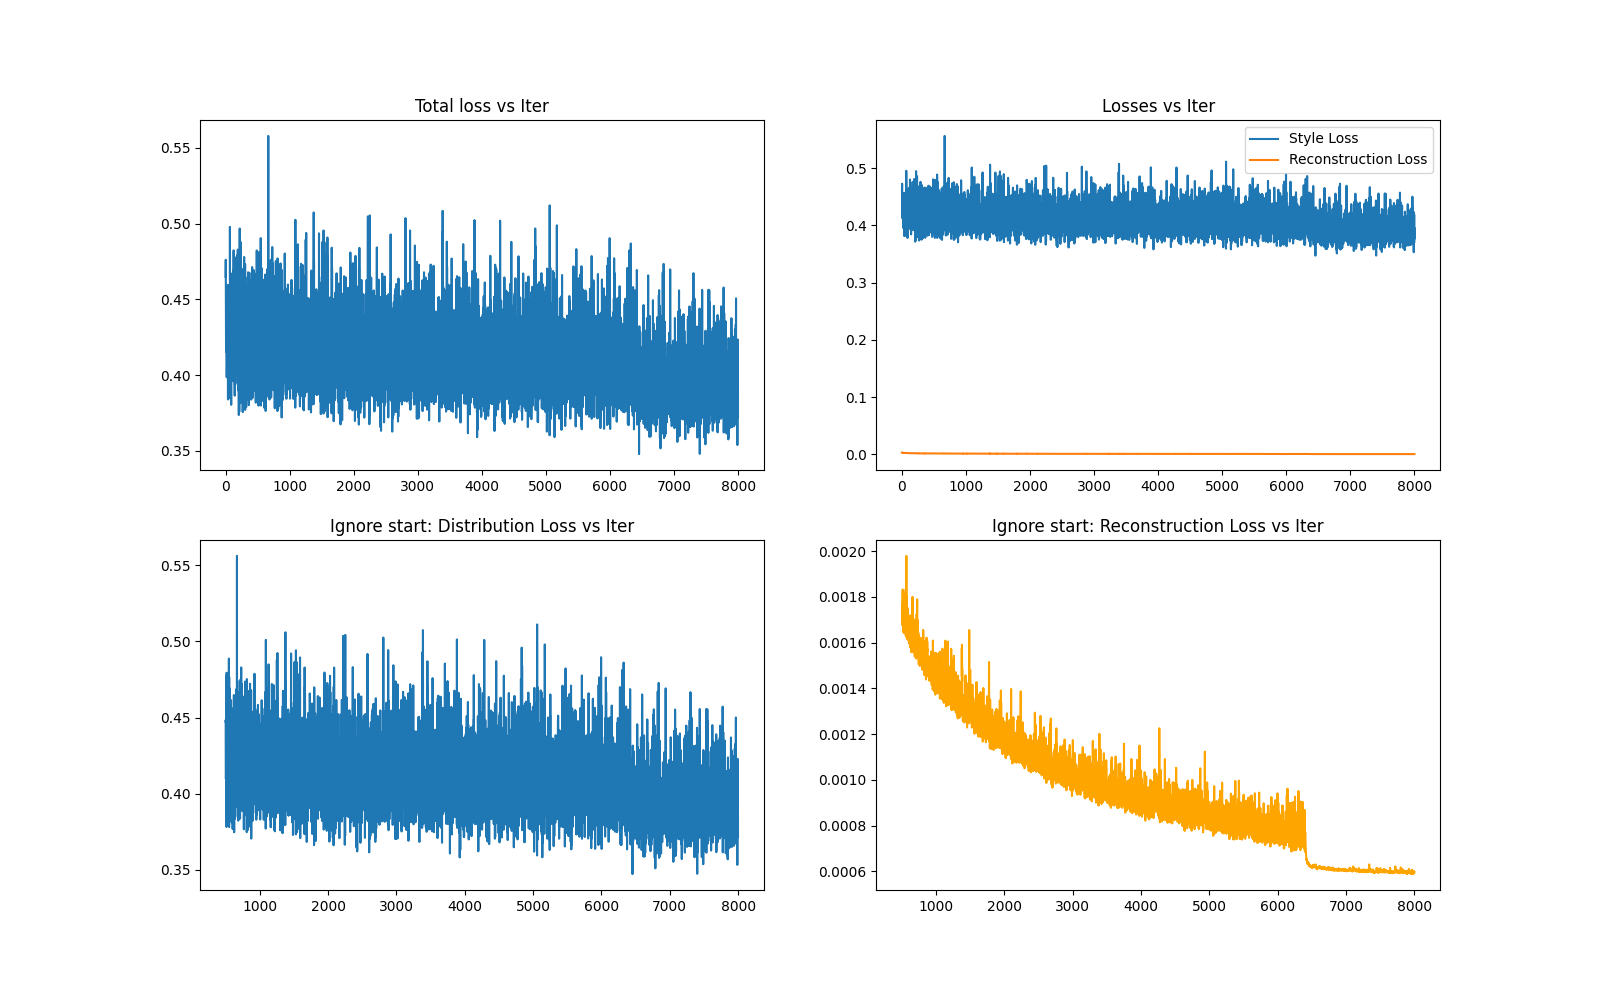 Total loss vs Iter
0.55
0.50
0.45
0.40
0.35
0 1000 2000 3000 4000 5000 6000 7000 8000
Losses vs Iter
Style Loss
Reconstruction Loss
0.5
0.4
0.3
0.2
0.1
0.0
0 1000 2000 3000 4000 5000 6000 7000 8000
Ignore start: Distribution Loss vs Iter
0.55
0.50
0.45
0.40
0.35
1000 2000 3000 4000 5000 6000 7000 8000
Ignore start: Reconstruction Loss vs Iter
0.0020
0.0018
0.0016
0.0014
0.0012
0.0010
0.0008
0.0006
1000 2000 3000 4000 5000 6000 7000 8000